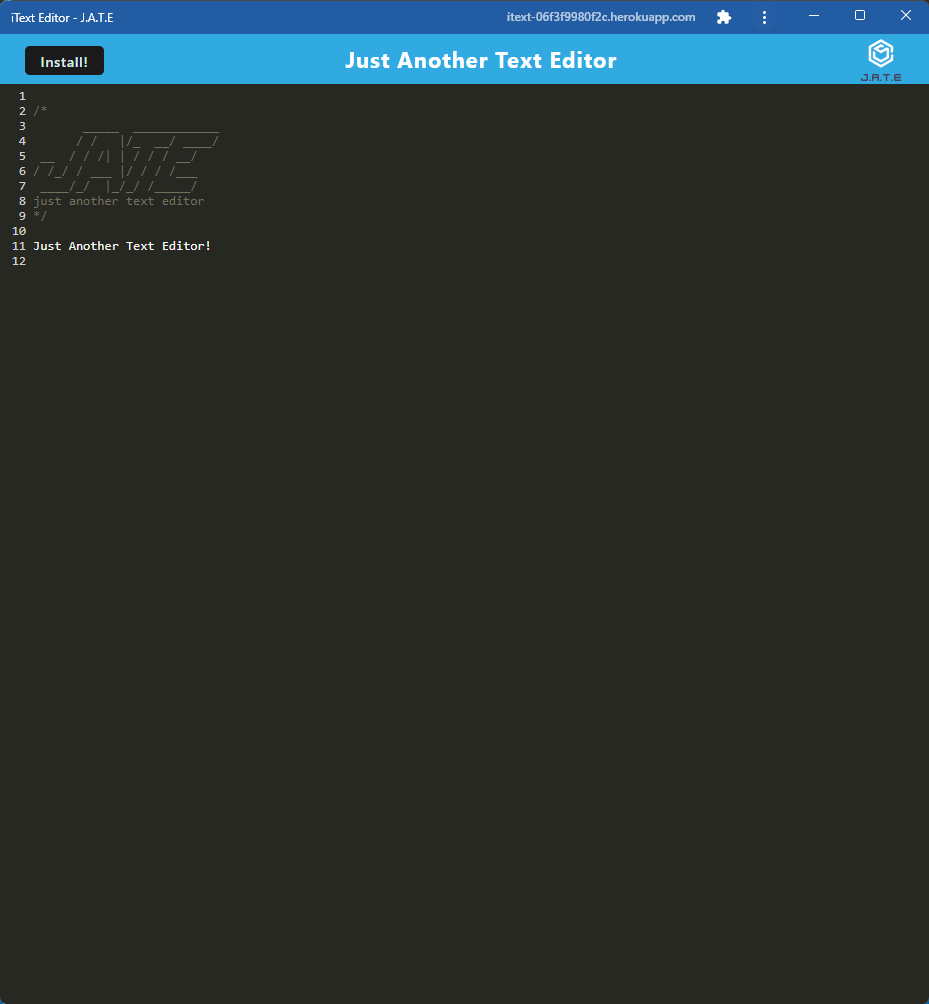 iText Editor - J.A.T.E
itext-06f3f9980f2c.herokuapp.com
Install!
Just Another Text Editor
J.A.T.E
1
2 /*
3        _____  ____________
4       / /   |/_  __/ ____/
5  __  / / /| | / / / __/
6 / /_/ / ___ |/ / / /___
7  ____/_/  |_/_/ /_____/
8 just another text editor
9 */
10
11 Just Another Text Editor!
12